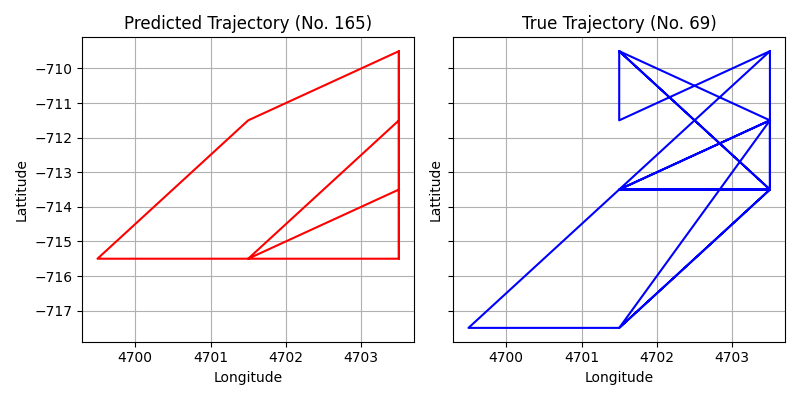 Predicted Trajectory (No. 165)
True Trajectory (No. 69)
Lattitude
−710
−711
−712
−713
−714
−715
−716
−717
4700
4701
4702
4703
Longitude
Lattitude
4700
4701
4702
4703
Longitude